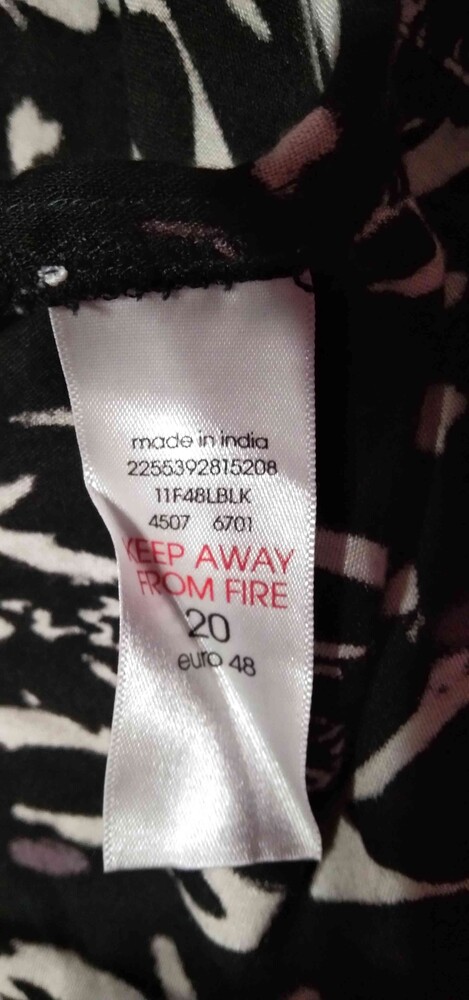 made in india
2255392815208
11F48LBLK
4507 6701
KEEP AWAY
FROM FIRE
20
euro 48